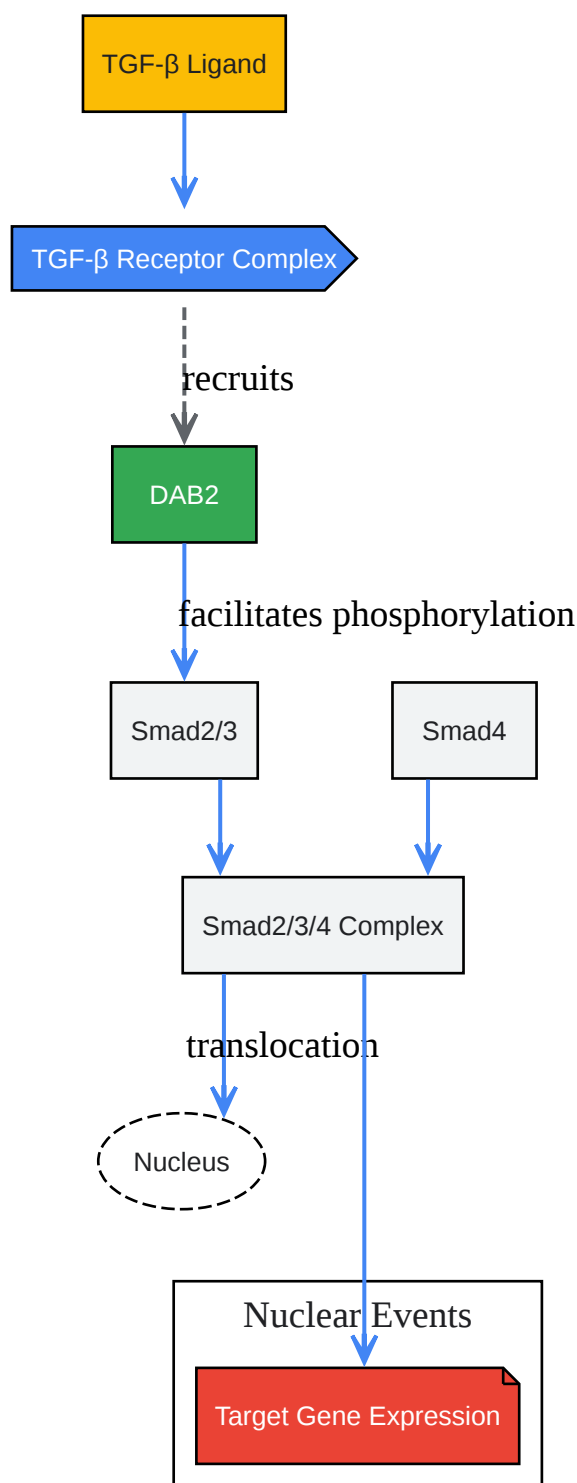 TGF-β Ligand
TGF-β Receptor Complex
recruits
DAB2
facilitates phosphorylation
Smad2/3
Smad4
Smad2/3/4 Complex
translocation
Nucleus
Nuclear Events
Target Gene Expression